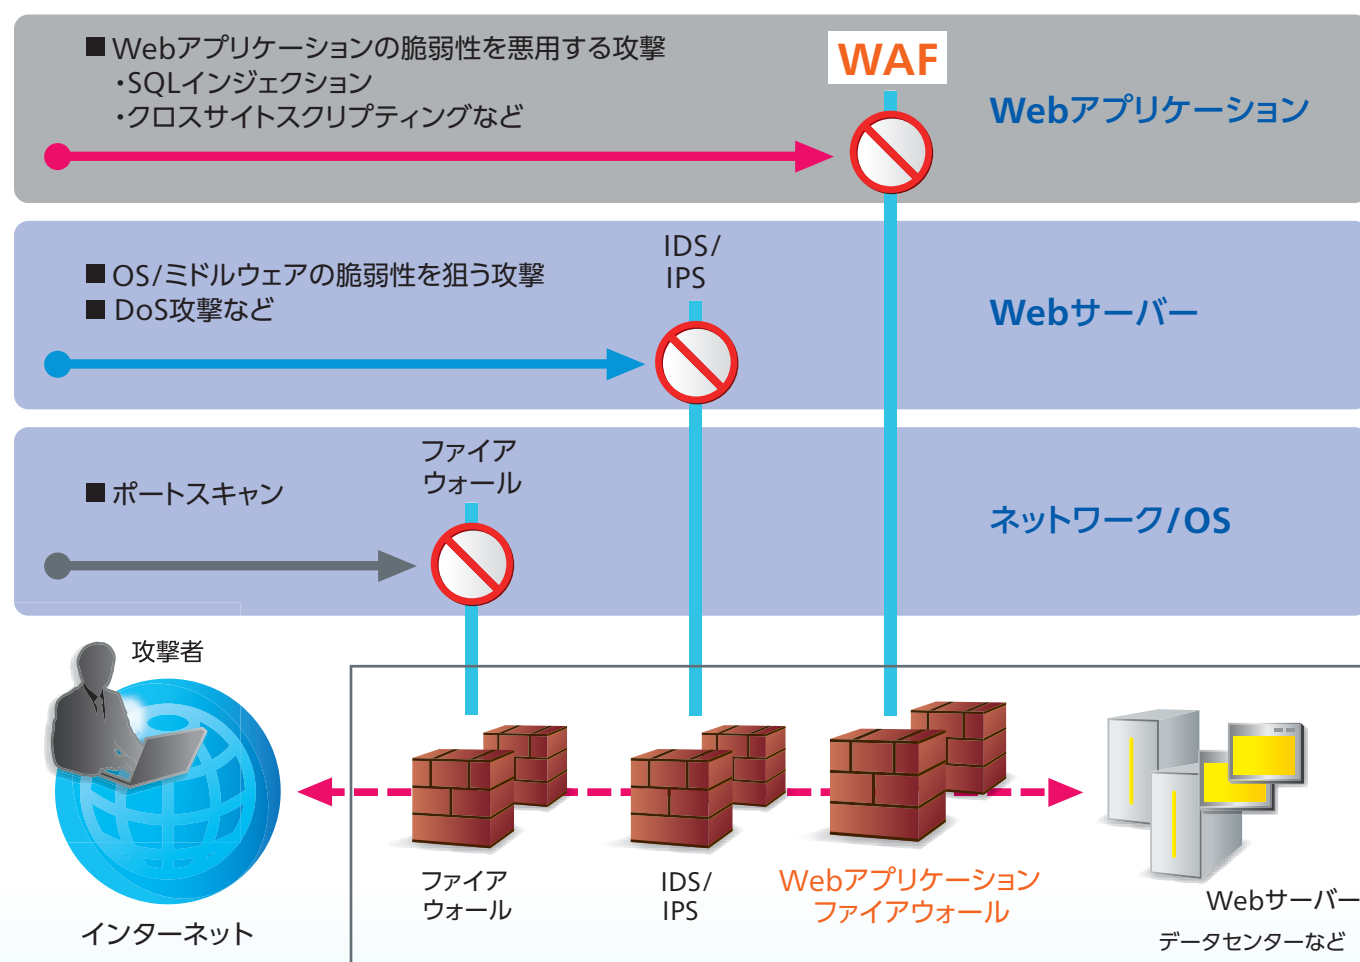 ■ Webアプリケーションの脆弱性を悪用する攻撃
・SQLインジェクション
・クロスサイトスクリプティングなど
WAF
Webアプリケーション
■ OS/ミドルウェアの脆弱性を狙う攻撃
■ DoS攻撃など
IDS/
IPS
Webサーバー
■ ポートスキャン
ファイア
ウォール
ネットワーク/OS
攻撃者
インターネット
ファイア
ウォール
IDS/
IPS
Webアプリケーション
ファイアウォール
Webサーバー
データセンターなど